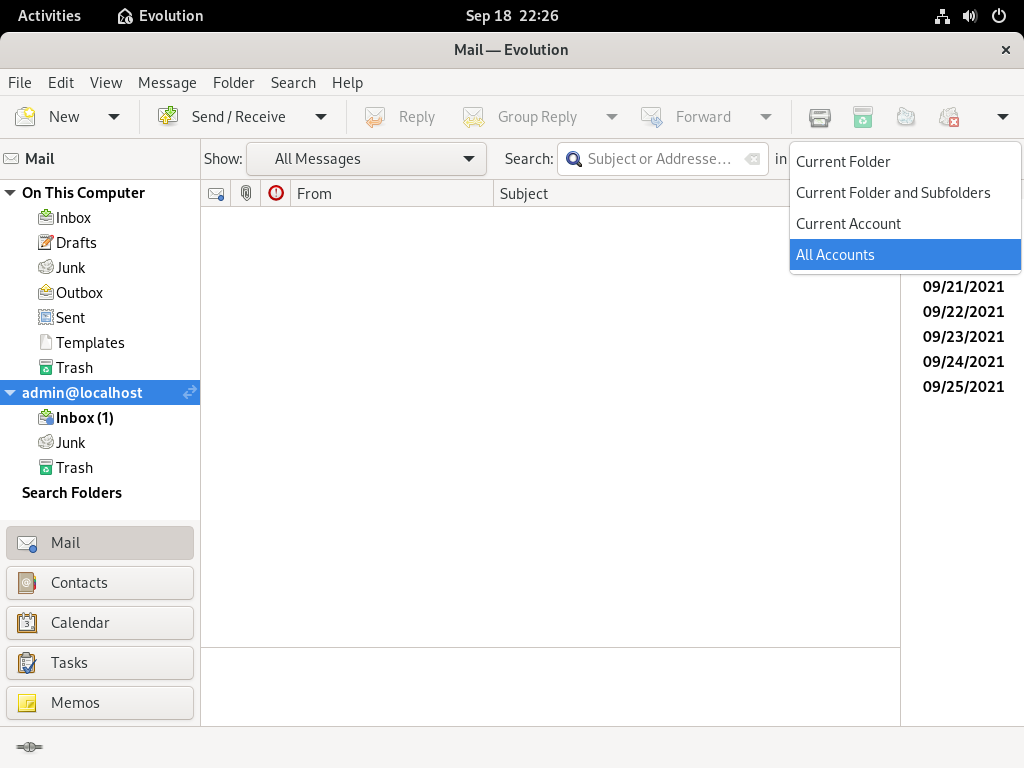 Activities
Evolution
Sep 18 22:26
Mail — Evolution
File Edit View Message Folder Search Help
New
Send / Receive
Reply
Group Reply
Forward
Mail
Show: All Messages
Search: Subject or Addresse... in
Current Folder
Current Folder and Subfolders
Current Account
All Accounts
From
Subject
On This Computer
Inbox
Drafts
Junk
Outbox
Sent
Templates
Trash
admin@localhost
Inbox (1)
Junk
Trash
Search Folders
09/21/2021
09/22/2021
09/23/2021
09/24/2021
09/25/2021
Mail
Contacts
Calendar
Tasks
Memos